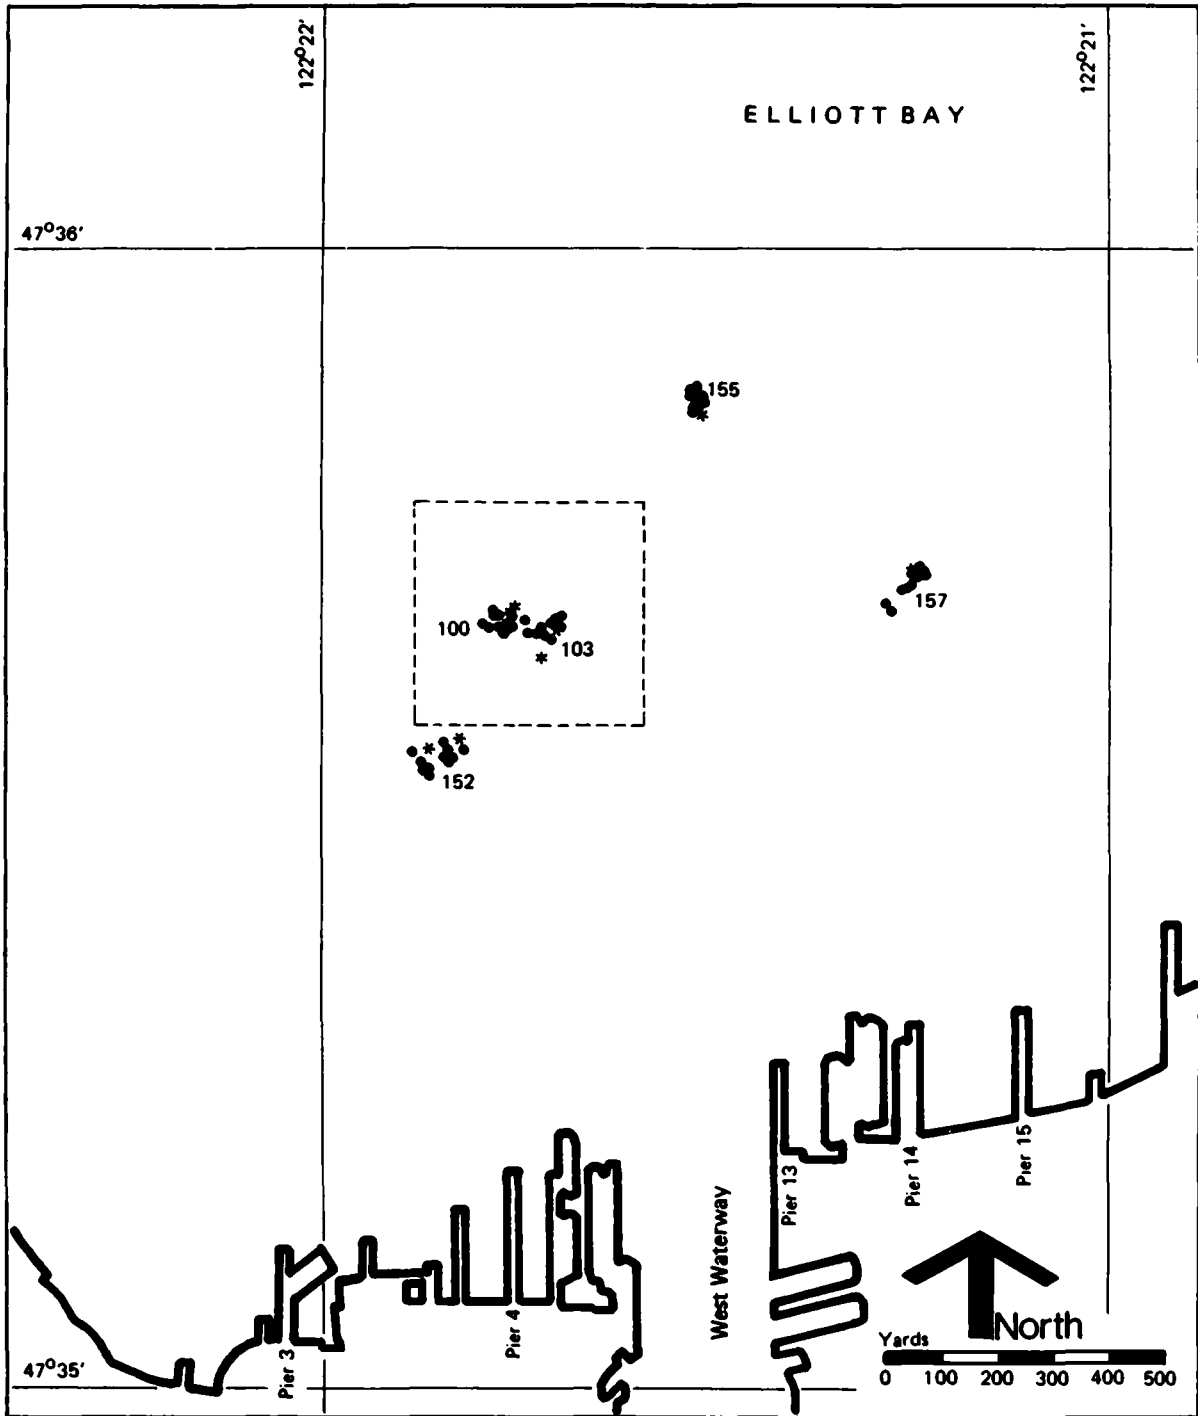 122°22'
122°21'
ELLIOTT BAY
47°36'
155
157
100
103
152
Pier 15
Pier 13
Pier 14
West Waterway
Pier 4
North
Yards
Pier 3
47°35'
0 100 200 300 400 500